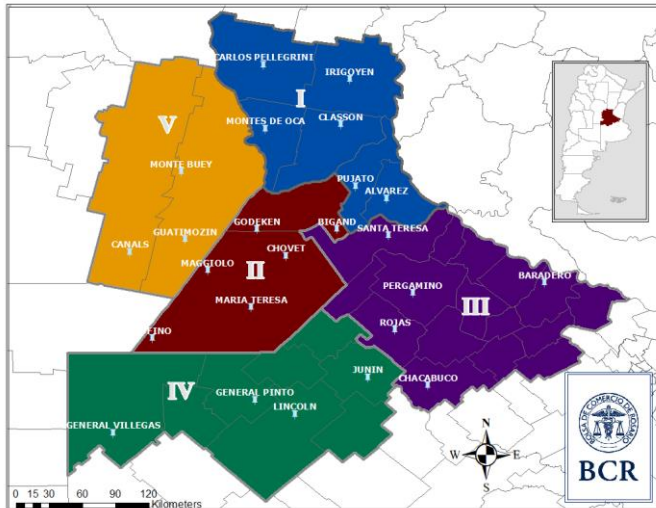 CARLOS PELLEGRINI
IRIGOYEN
I
MONTES DE OCA
CLASSON
V
MONTE BUEY
PUJATO
ALVAREZ
GODEKEN
BIGAND
SANTA TERESA
GUATIMOZIN
CANALS
CHOVET
MAGGIOLO
II
BARADERO
PERGAMINO
MARIA TERESA
III
ROJAS
FINO
JUNIN
CHACABUCO
IV
GENERAL PINTO
LINCOLN
GENERAL VILLEGAS
N
W
E
S
BOLSA DE COMERCIO DE ROSARIO
BCR
0 15 30 60 90 120
Kilometers